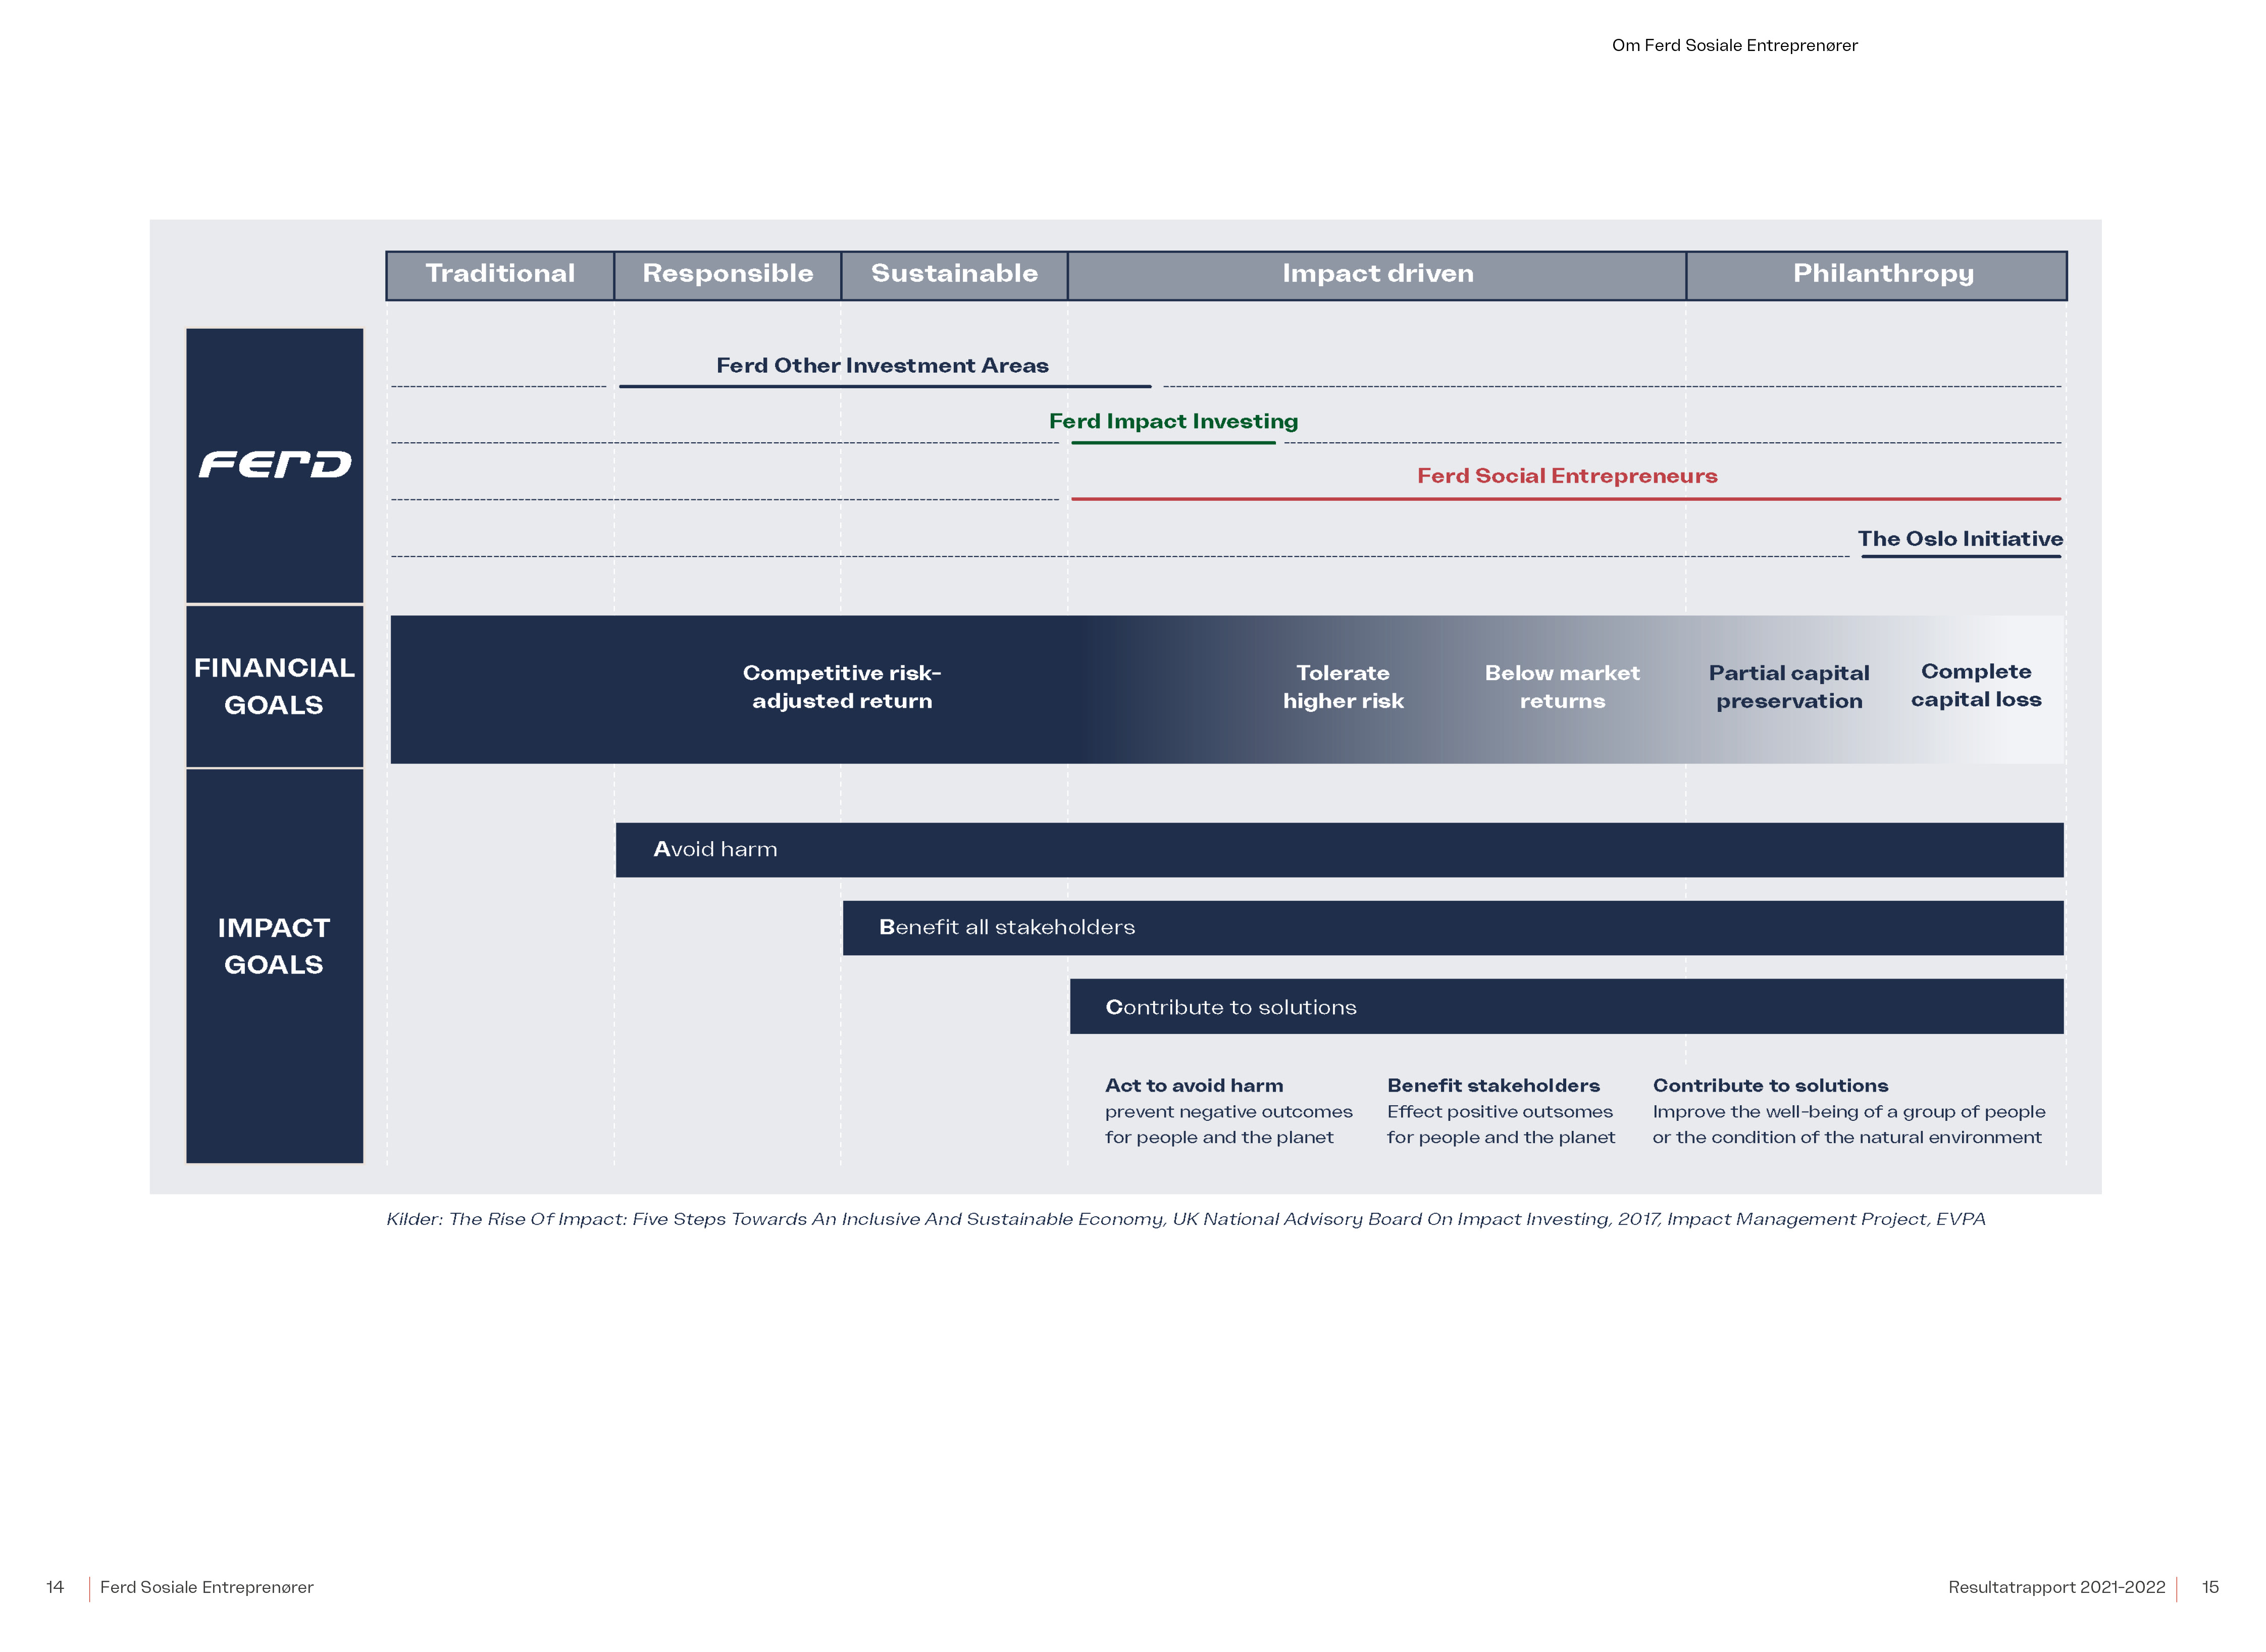 Om Ferd Sosiale Entreprenører
Traditional
Responsible
Sustainable
Impact driven
Philanthropy
FERD
Ferd Other Investment Areas
Ferd Impact Investing
Ferd Social Entrepreneurs
The Oslo Initiative
FINANCIAL
GOALS
Competitive risk-
adjusted return
Tolerate
higher risk
Below market
returns
Partial capital
preservation
Complete
capital loss
IMPACT
GOALS
Avoid harm
Benefit all stakeholders
Contribute to solutions
Act to avoid harm
prevent negative outcomes
for people and the planet
Benefit stakeholders
Effect positive outsomes
for people and the planet
Contribute to solutions
Improve the well-being of a group of people
or the condition of the natural environment
Kilder: The Rise Of Impact: Five Steps Towards An Inclusive And Sustainable Economy, UK National Advisory Board On Impact Investing, 2017, Impact Management Project, EVPA
14 Ferd Sosiale Entreprenører
Resultatrapport 2021-2022 15